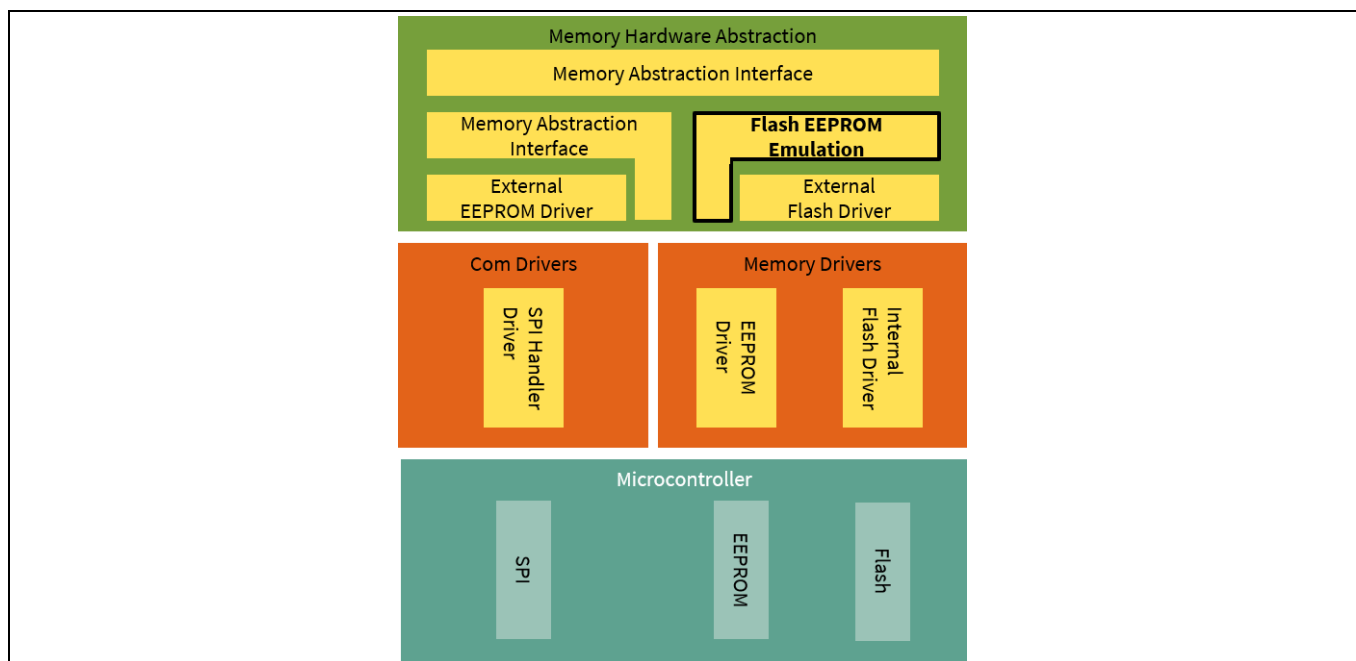 Memory Hardware Abstraction
Memory Abstraction Interface
Memory Abstraction
Interface
Flash EEPROM
Emulation
External
EEPROM Driver
External
Flash Driver
Com Drivers
Memory Drivers
SPI Handler
Driver
EEPROM
Driver
Internal
Flash Driver
Microcontroller
SPI
EEPROM
Flash